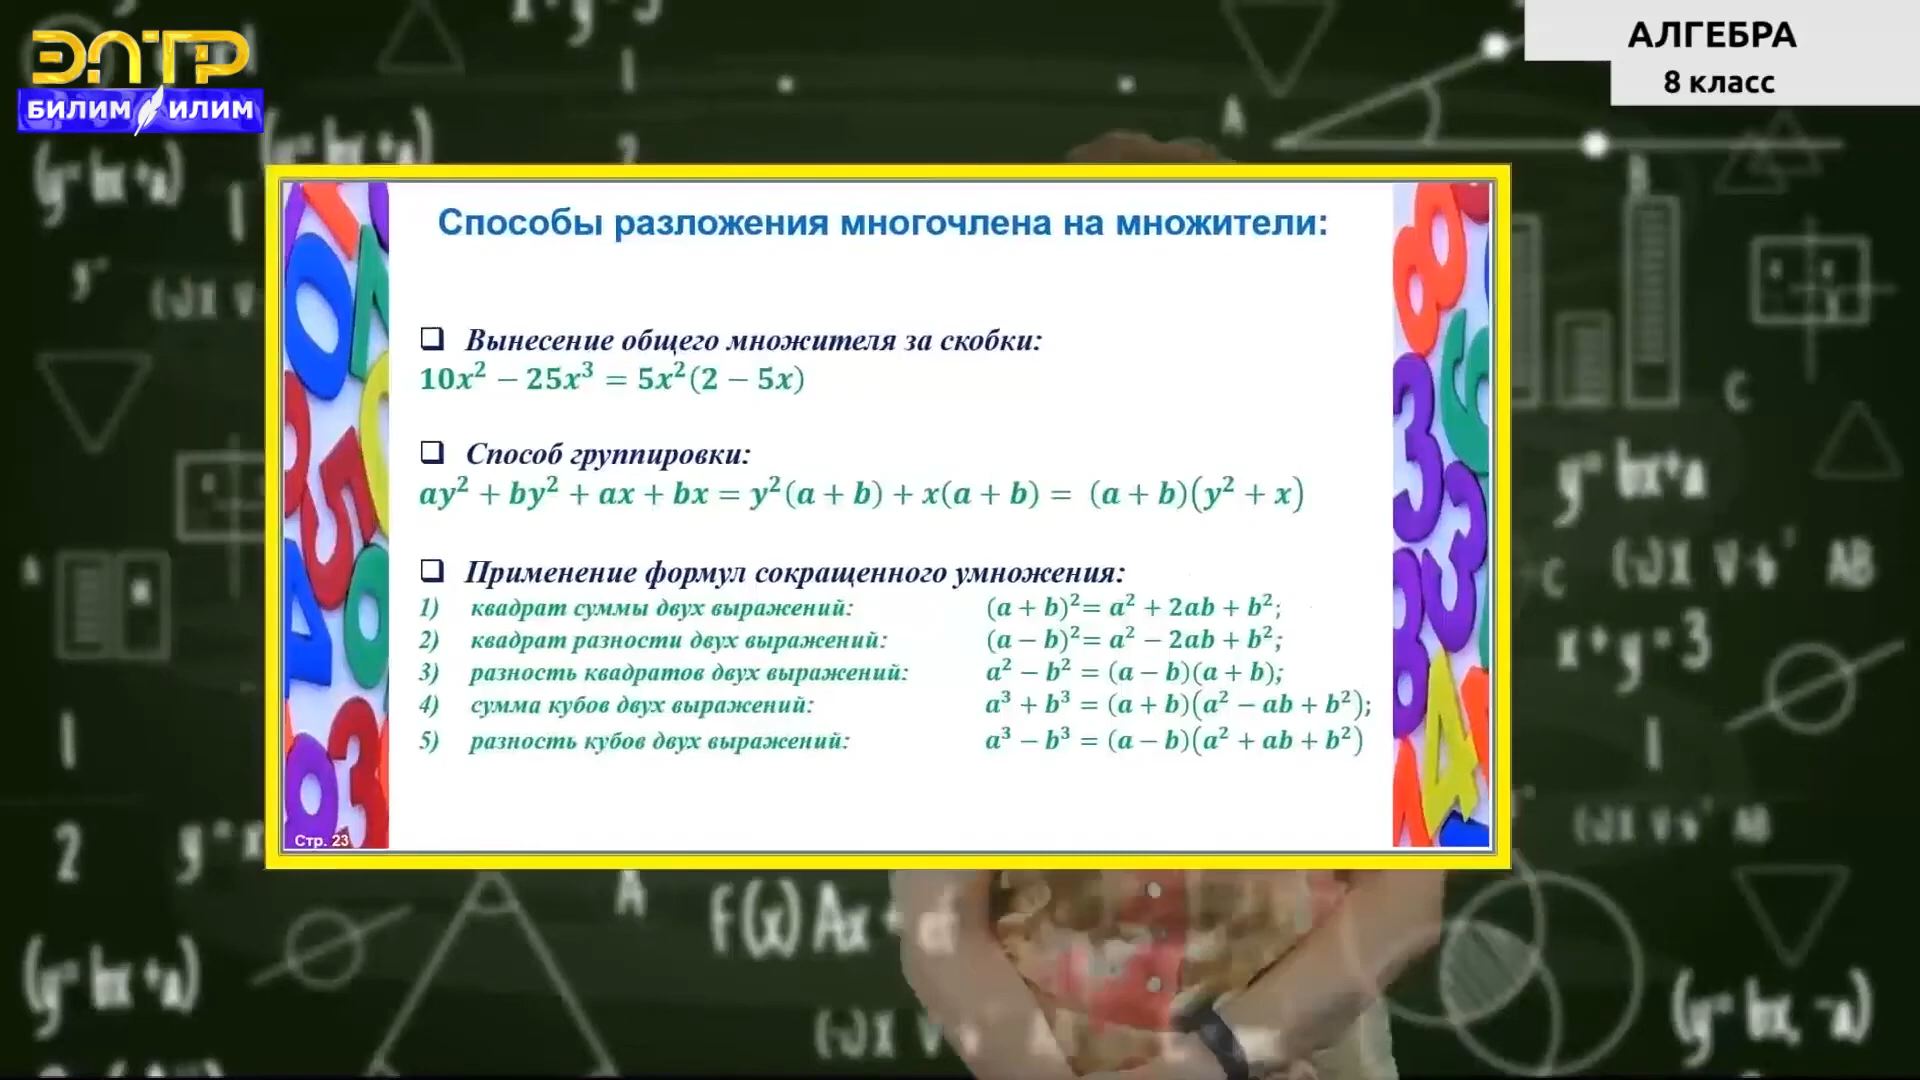 ЭЛТР
БИЛИМ ИЛИМ
АЛГЕБРА
8 класс
Способы разложения многочлена на множители:
❑ Вынесение общего множителя за скобки:
10x² − 25x³ = 5x²(2 − 5x)
❑ Способ группировки:
ay² + by² + ax + bx = y²(a + b) + x(a + b) = (a + b)(y² + x)
❑ Применение формул сокращенного умножения:
1) квадрат суммы двух выражений: (a + b)²= a² + 2ab + b²;
2) квадрат разности двух выражений: (a − b)²= a² − 2ab + b²;
3) разность квадратов двух выражений: a² − b² = (a − b)(a + b);
4) сумма кубов двух выражений: a³ + b³ = (a + b)(a² − ab + b²);
5) разность кубов двух выражений: a³ − b³ = (a − b)(a² + ab + b²)
Стр. 23